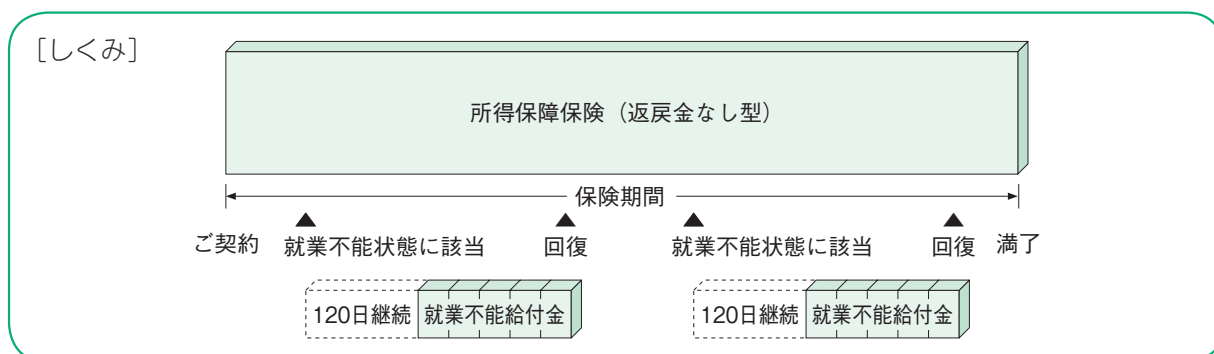 [しくみ]
所得保障保険（返戻金なし型）
保険期間
ご契約 就業不能状態に該当 回復 就業不能状態に該当 回復 満了
120日継続 就業不能給付金 120日継続 就業不能給付金